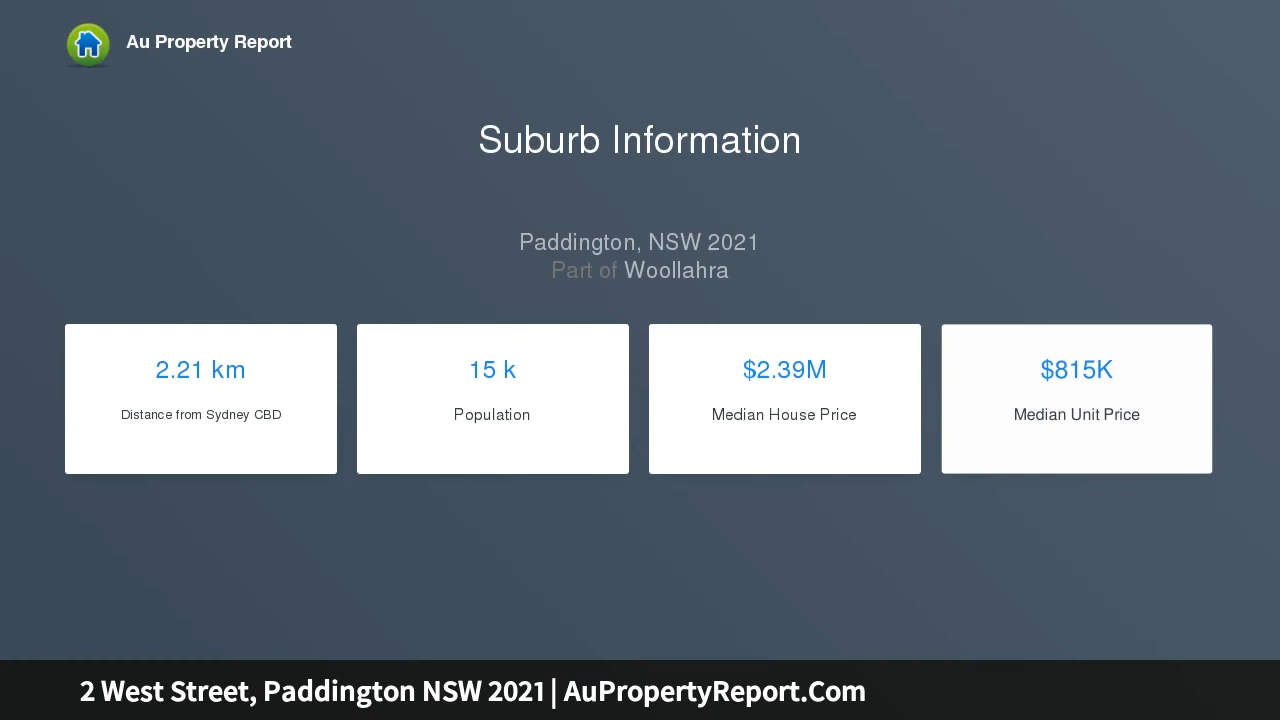 Au Property Report
Suburb Information
Paddington, NSW 2021
Part of Woollahra
2.21 km
Distance from Sydney CBD
15 k
Population
$2.39M
Median House Price
$815K
Median Unit Price
2 West Street, Paddington NSW 2021 | AuPropertyReport.Com